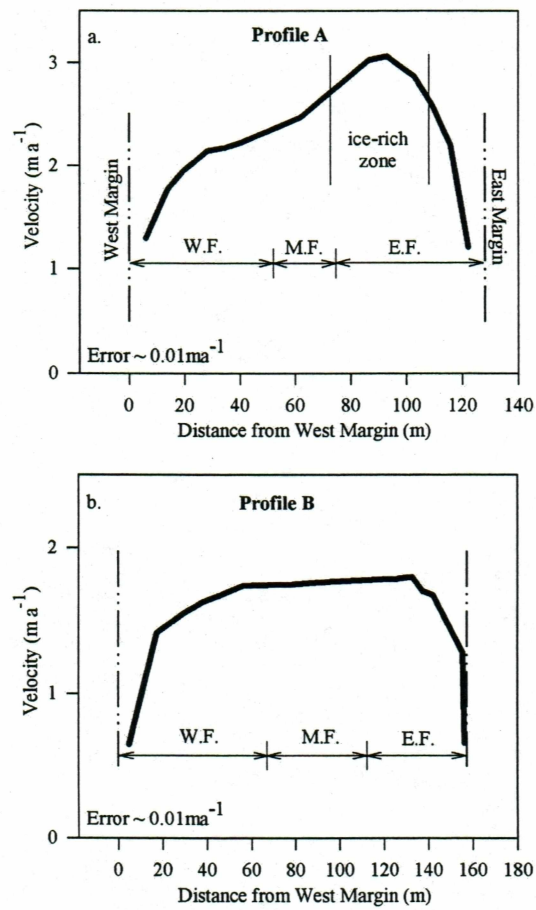 a.
Profile A
3
2
1
0
Velocity (m a-1)
West Margin
East Margin
ice-rich
zone
W.F.
M.F.
E.F.
Error ~ 0.01ma-1
0 20 40 60 80 100 120 140
Distance from West Margin (m)
b.
Profile B
2
1
0
Velocity (m a-1)
W.F.
M.F.
E.F.
Error ~ 0.01ma-1
0 20 40 60 80 100 120 140 160 180
Distance from West Margin (m)